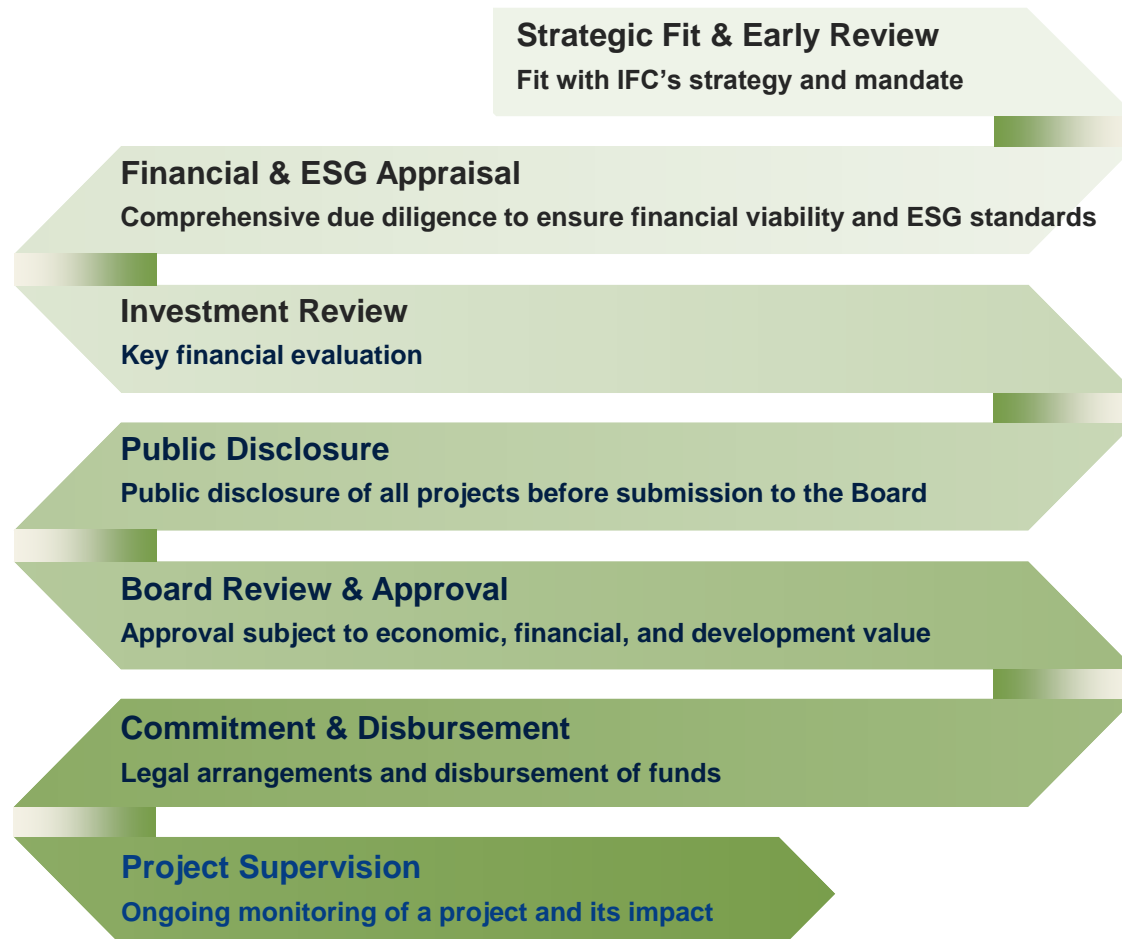 Strategic Fit & Early Review
Fit with IFC's strategy and mandate
Financial & ESG Appraisal
Comprehensive due diligence to ensure financial viability and ESG standards
Investment Review
Key financial evaluation
Public Disclosure
Public disclosure of all projects before submission to the Board
Board Review & Approval
Approval subject to economic, financial, and development value
Commitment & Disbursement
Legal arrangements and disbursement of funds
Project Supervision
Ongoing monitoring of a project and its impact